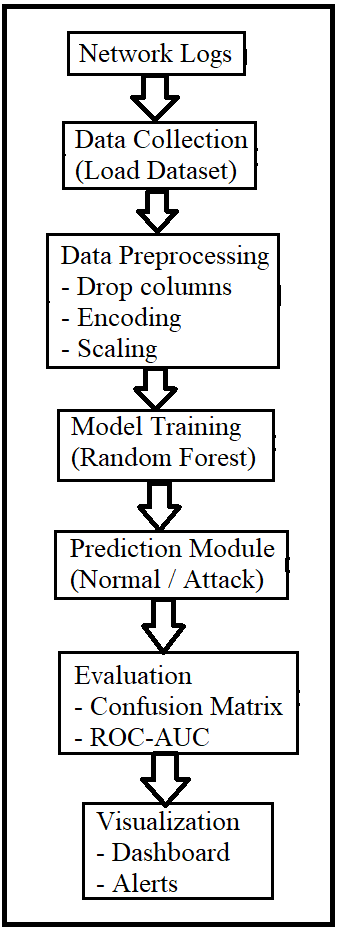 Network Logs
Data Collection
(Load Dataset)
Data Preprocessing
- Drop columns
- Encoding
- Scaling
Model Training
(Random Forest)
Prediction Module
(Normal / Attack)
Evaluation
- Confusion Matrix
- ROC-AUC
Visualization
- Dashboard
- Alerts